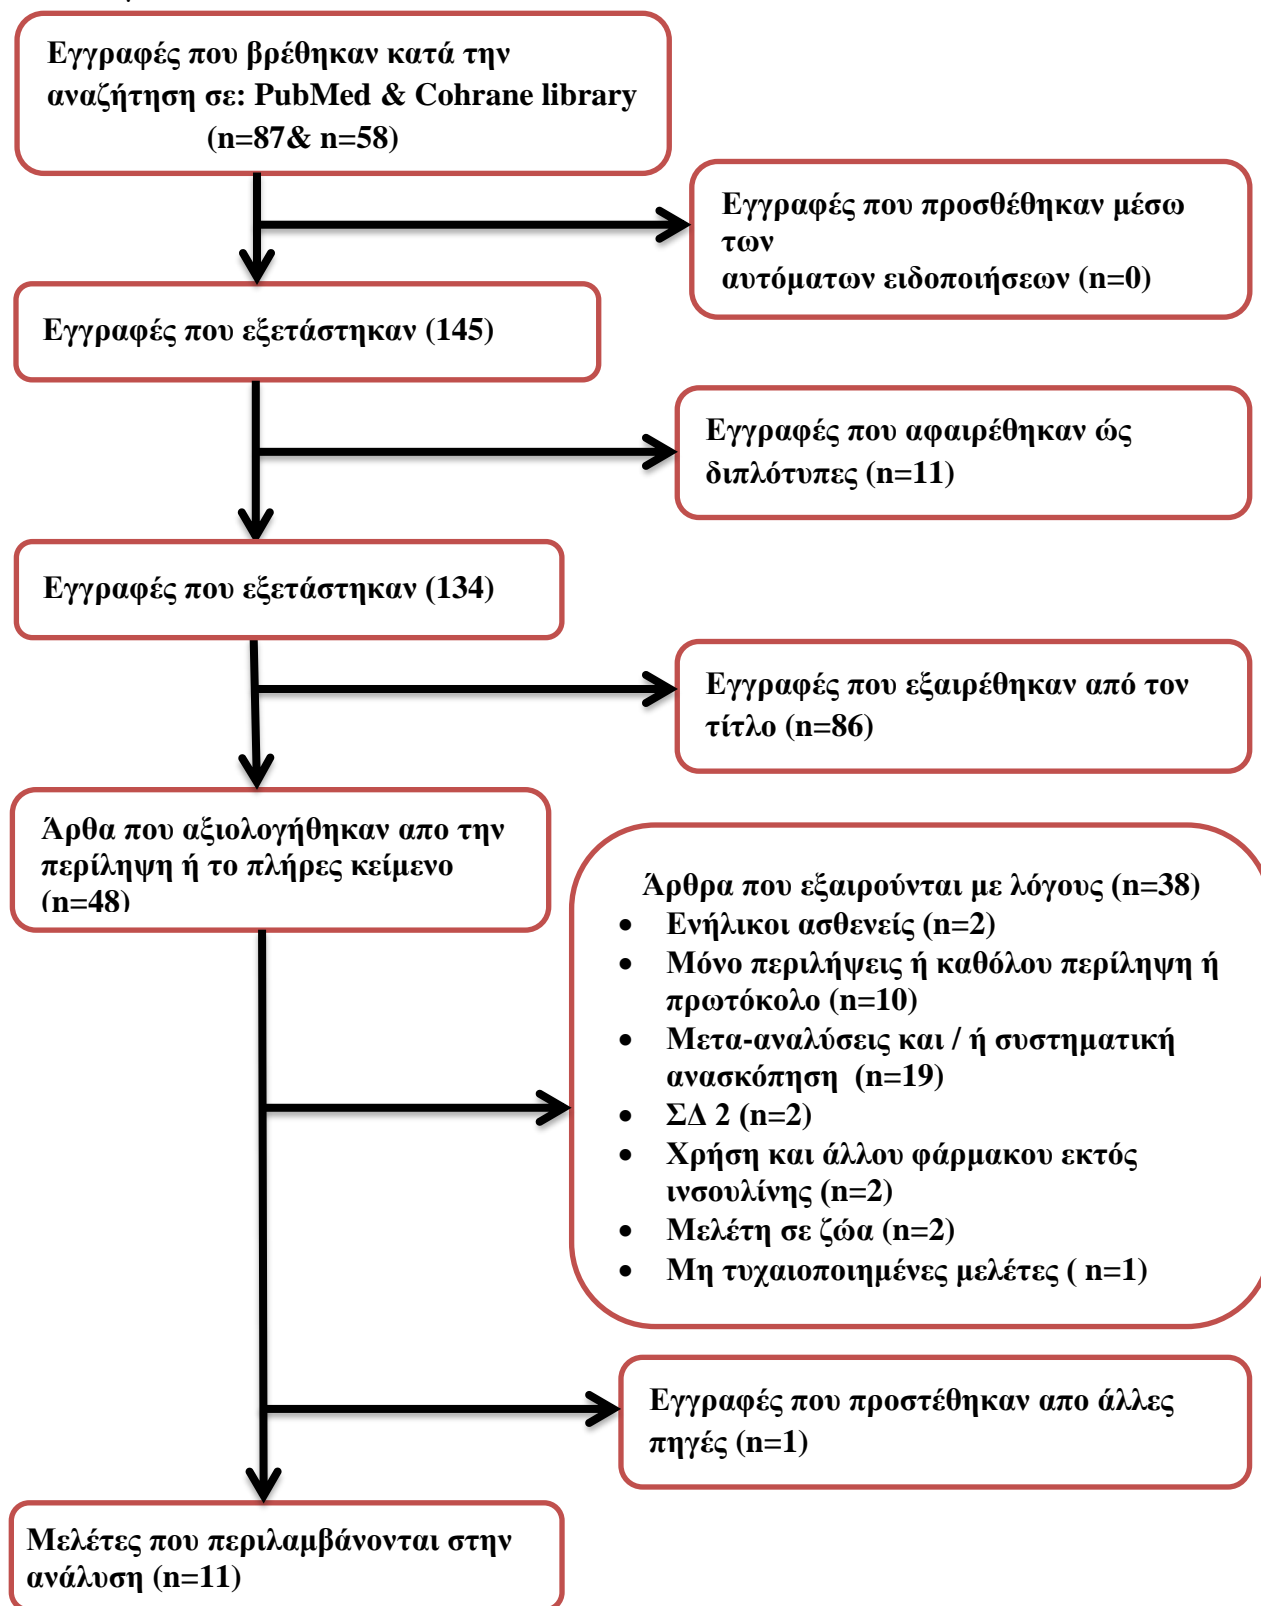 Εγγραφές που βρέθηκαν κατά την
αναζήτηση σε: PubMed & Cohrane library
(n=87& n=58)
Εγγραφές που προσθέθηκαν μέσω
των
αυτόματων ειδοποιήσεων (n=0)
Εγγραφές που εξετάστηκαν (145)
Εγγραφές που αφαιρέθηκαν ώς
διπλότυπες (n=11)
Εγγραφές που εξετάστηκαν (134)
Εγγραφές που εξαιρέθηκαν από τον
τίτλο (n=86)
Άρθα που αξιολογήθηκαν απο την
περίληψη ή το πλήρες κείμενο
(n=48)
Άρθρα που εξαιρούνται με λόγους (n=38)
• Ενήλικοι ασθενείς (n=2)
• Μόνο περιλήψεις ή καθόλου περίληψη ή
πρωτόκολο (n=10)
• Μετα-αναλύσεις και / ή συστηματική
ανασκόπηση (n=19)
• ΣΔ 2 (n=2)
• Χρήση και άλλου φάρμακου εκτός
ινσουλίνης (n=2)
• Μελέτη σε ζώα (n=2)
• Μη τυχαιοποιημένες μελέτες ( n=1)
Εγγραφές που προστέθηκαν απο άλλες
πηγές (n=1)
Μελέτες που περιλαμβάνονται στην
ανάλυση (n=11)